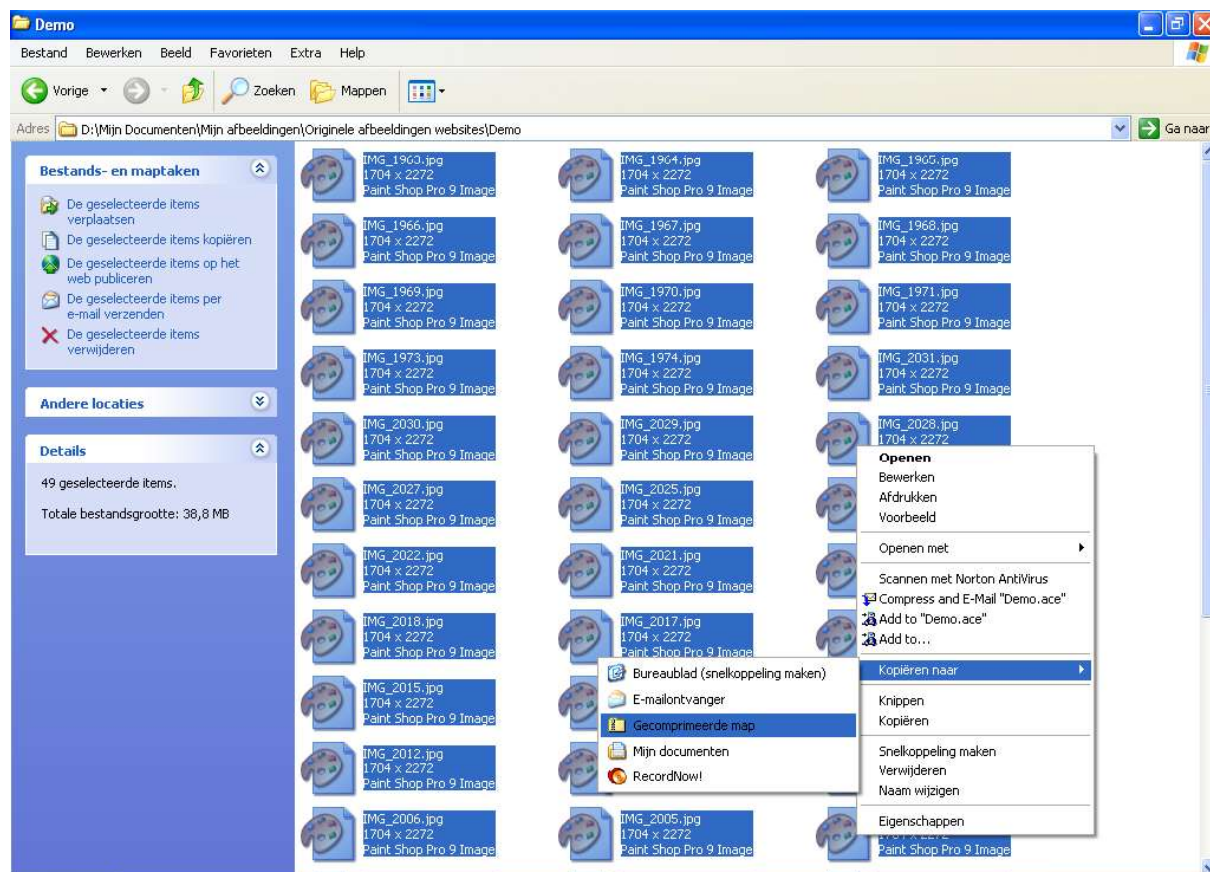 Demo
Bestand Bewerken Beeld Favorieten Extra Help
Vorige Zoeken Mappen
Adres D:\Mijn Documenten\Mijn afbeeldingen\Originele afbeeldingen websites\Demo Ga naar
Bestands- en maptaken
De geselecteerde items
verplaatsen
De geselecteerde items kopiëren
De geselecteerde items op het
web publiceren
De geselecteerde items per
e-mail verzenden
De geselecteerde items
verwijderen
Andere locaties
Details
49 geselecteerde items.
Totale bestandsgrootte: 38,8 MB
IMG_1963.jpg IMG_1964.jpg IMG_1965.jpg
1704 x 2272 1704 x 2272 1704 x 2272
Paint Shop Pro 9 Image Paint Shop Pro 9 Image Paint Shop Pro 9 Image
IMG_1966.jpg IMG_1967.jpg IMG_1968.jpg
1704 x 2272 1704 x 2272 1704 x 2272
Paint Shop Pro 9 Image Paint Shop Pro 9 Image Paint Shop Pro 9 Image
IMG_1969.jpg IMG_1970.jpg IMG_1971.jpg
1704 x 2272 1704 x 2272 1704 x 2272
Paint Shop Pro 9 Image Paint Shop Pro 9 Image Paint Shop Pro 9 Image
IMG_1973.jpg IMG_1974.jpg IMG_2031.jpg
1704 x 2272 1704 x 2272 1704 x 2272
Paint Shop Pro 9 Image Paint Shop Pro 9 Image Paint Shop Pro 9 Image
IMG_2030.jpg IMG_2029.jpg IMG_2028.jpg
1704 x 2272 1704 x 2272 1704 x 2272
Paint Shop Pro 9 Image Paint Shop Pro 9 Image
IMG_2027.jpg IMG_2025.jpg
1704 x 2272 1704 x 2272
Paint Shop Pro 9 Image Paint Shop Pro 9 Image
IMG_2022.jpg IMG_2021.jpg
1704 x 2272 1704 x 2272
Paint Shop Pro 9 Image Paint Shop Pro 9 Image
IMG_2018.jpg IMG_2017.jpg
1704 x 2272 1704 x 2272
Paint Shop Pro 9 Image Paint Shop Pro 9 Image
IMG_2015.jpg
1704 x 2272
Paint Shop Pro 9 Image
IMG_2012.jpg
1704 x 2272
Paint Shop Pro 9 Image
IMG_2006.jpg IMG_2005.jpg
1704 x 2272 1704 x 2272
Paint Shop Pro 9 Image Paint Shop Pro 9 Image Paint Shop Pro 9 Image
Openen
Bewerken
Afdrukken
Voorbeeld
Openen met
Scannen met Norton AntiVirus
Compress and E-Mail "Demo.ace"
Add to "Demo.ace"
Add to...
Kopiëren naar
Knippen
Kopiëren
Snelkoppeling maken
Verwijderen
Naam wijzigen
Eigenschappen
Bureaublad (snelkoppeling maken)
E-mailontvanger
Gecomprimeerde map
Mijn documenten
RecordNow!